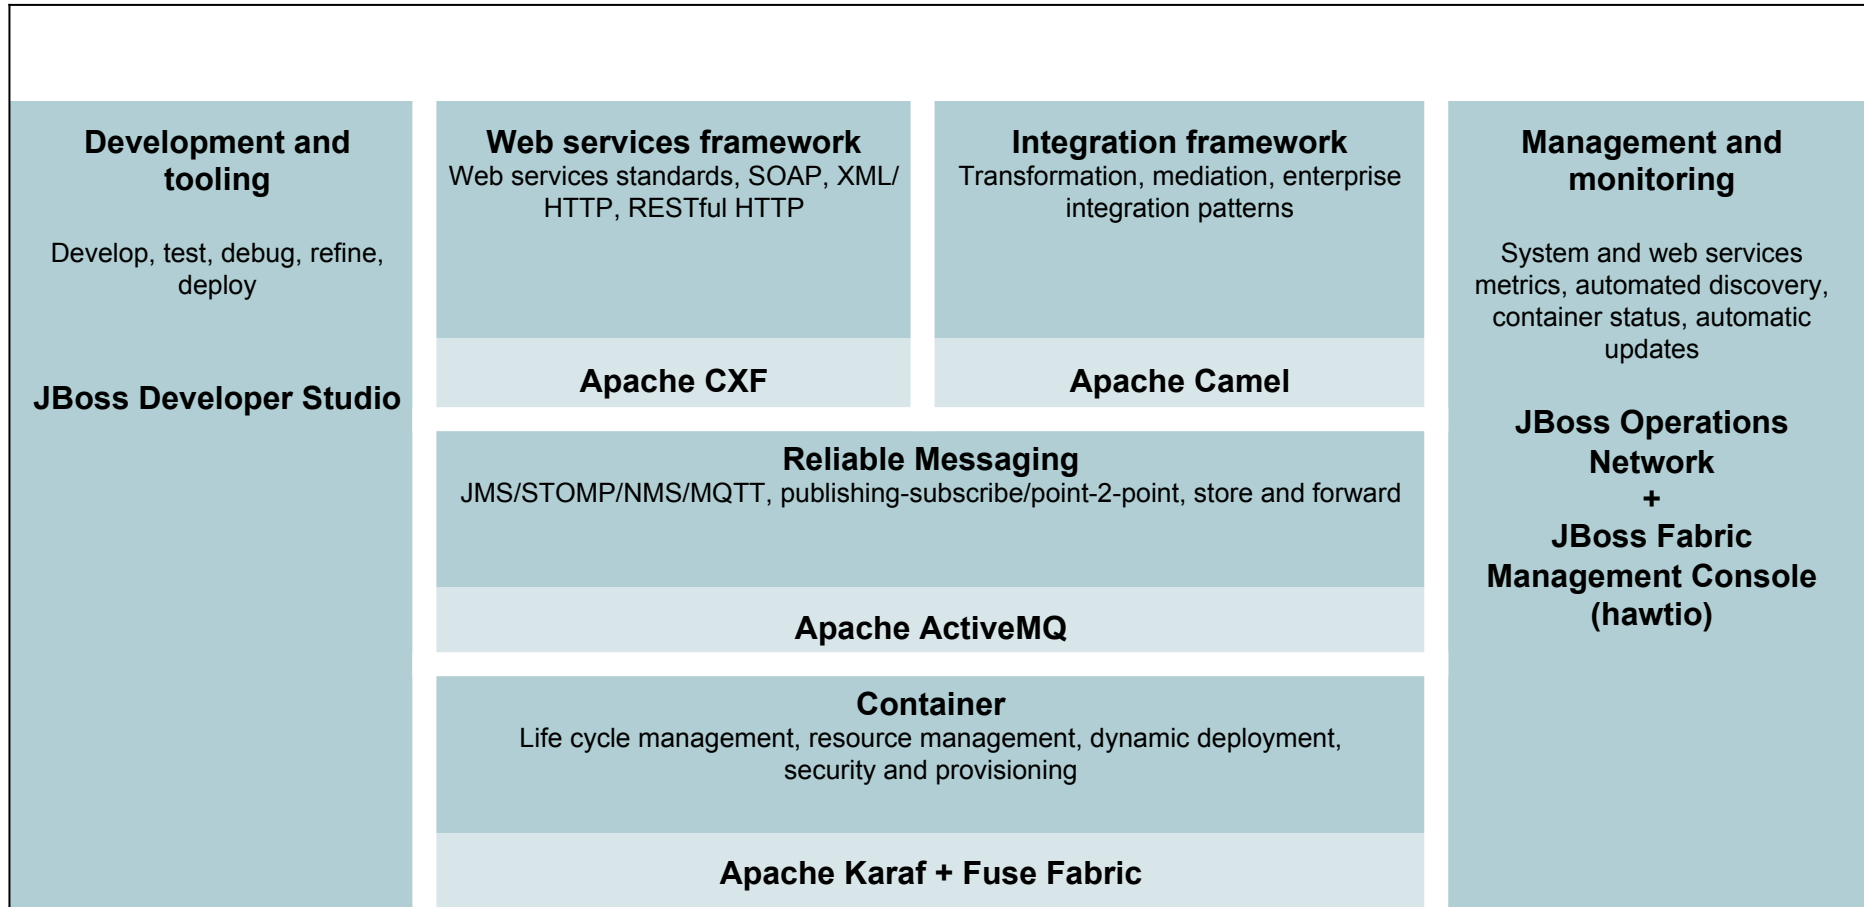 Development and
tooling
Develop, test, debug, refine,
deploy
JBoss Developer Studio
Web services framework
Web services standards, SOAP, XML/
HTTP, RESTful HTTP
Apache CXF
Integration framework
Transformation, mediation, enterprise
integration patterns
Apache Camel
Reliable Messaging
JMS/STOMP/NMS/MQTT, publishing-subscribe/point-2-point, store and forward
Apache ActiveMQ
Container
Life cycle management, resource management, dynamic deployment,
security and provisioning
Apache Karaf + Fuse Fabric
Management and
monitoring
System and web services
metrics, automated discovery,
container status, automatic
updates
JBoss Operations
Network
+
JBoss Fabric
Management Console
(hawtio)